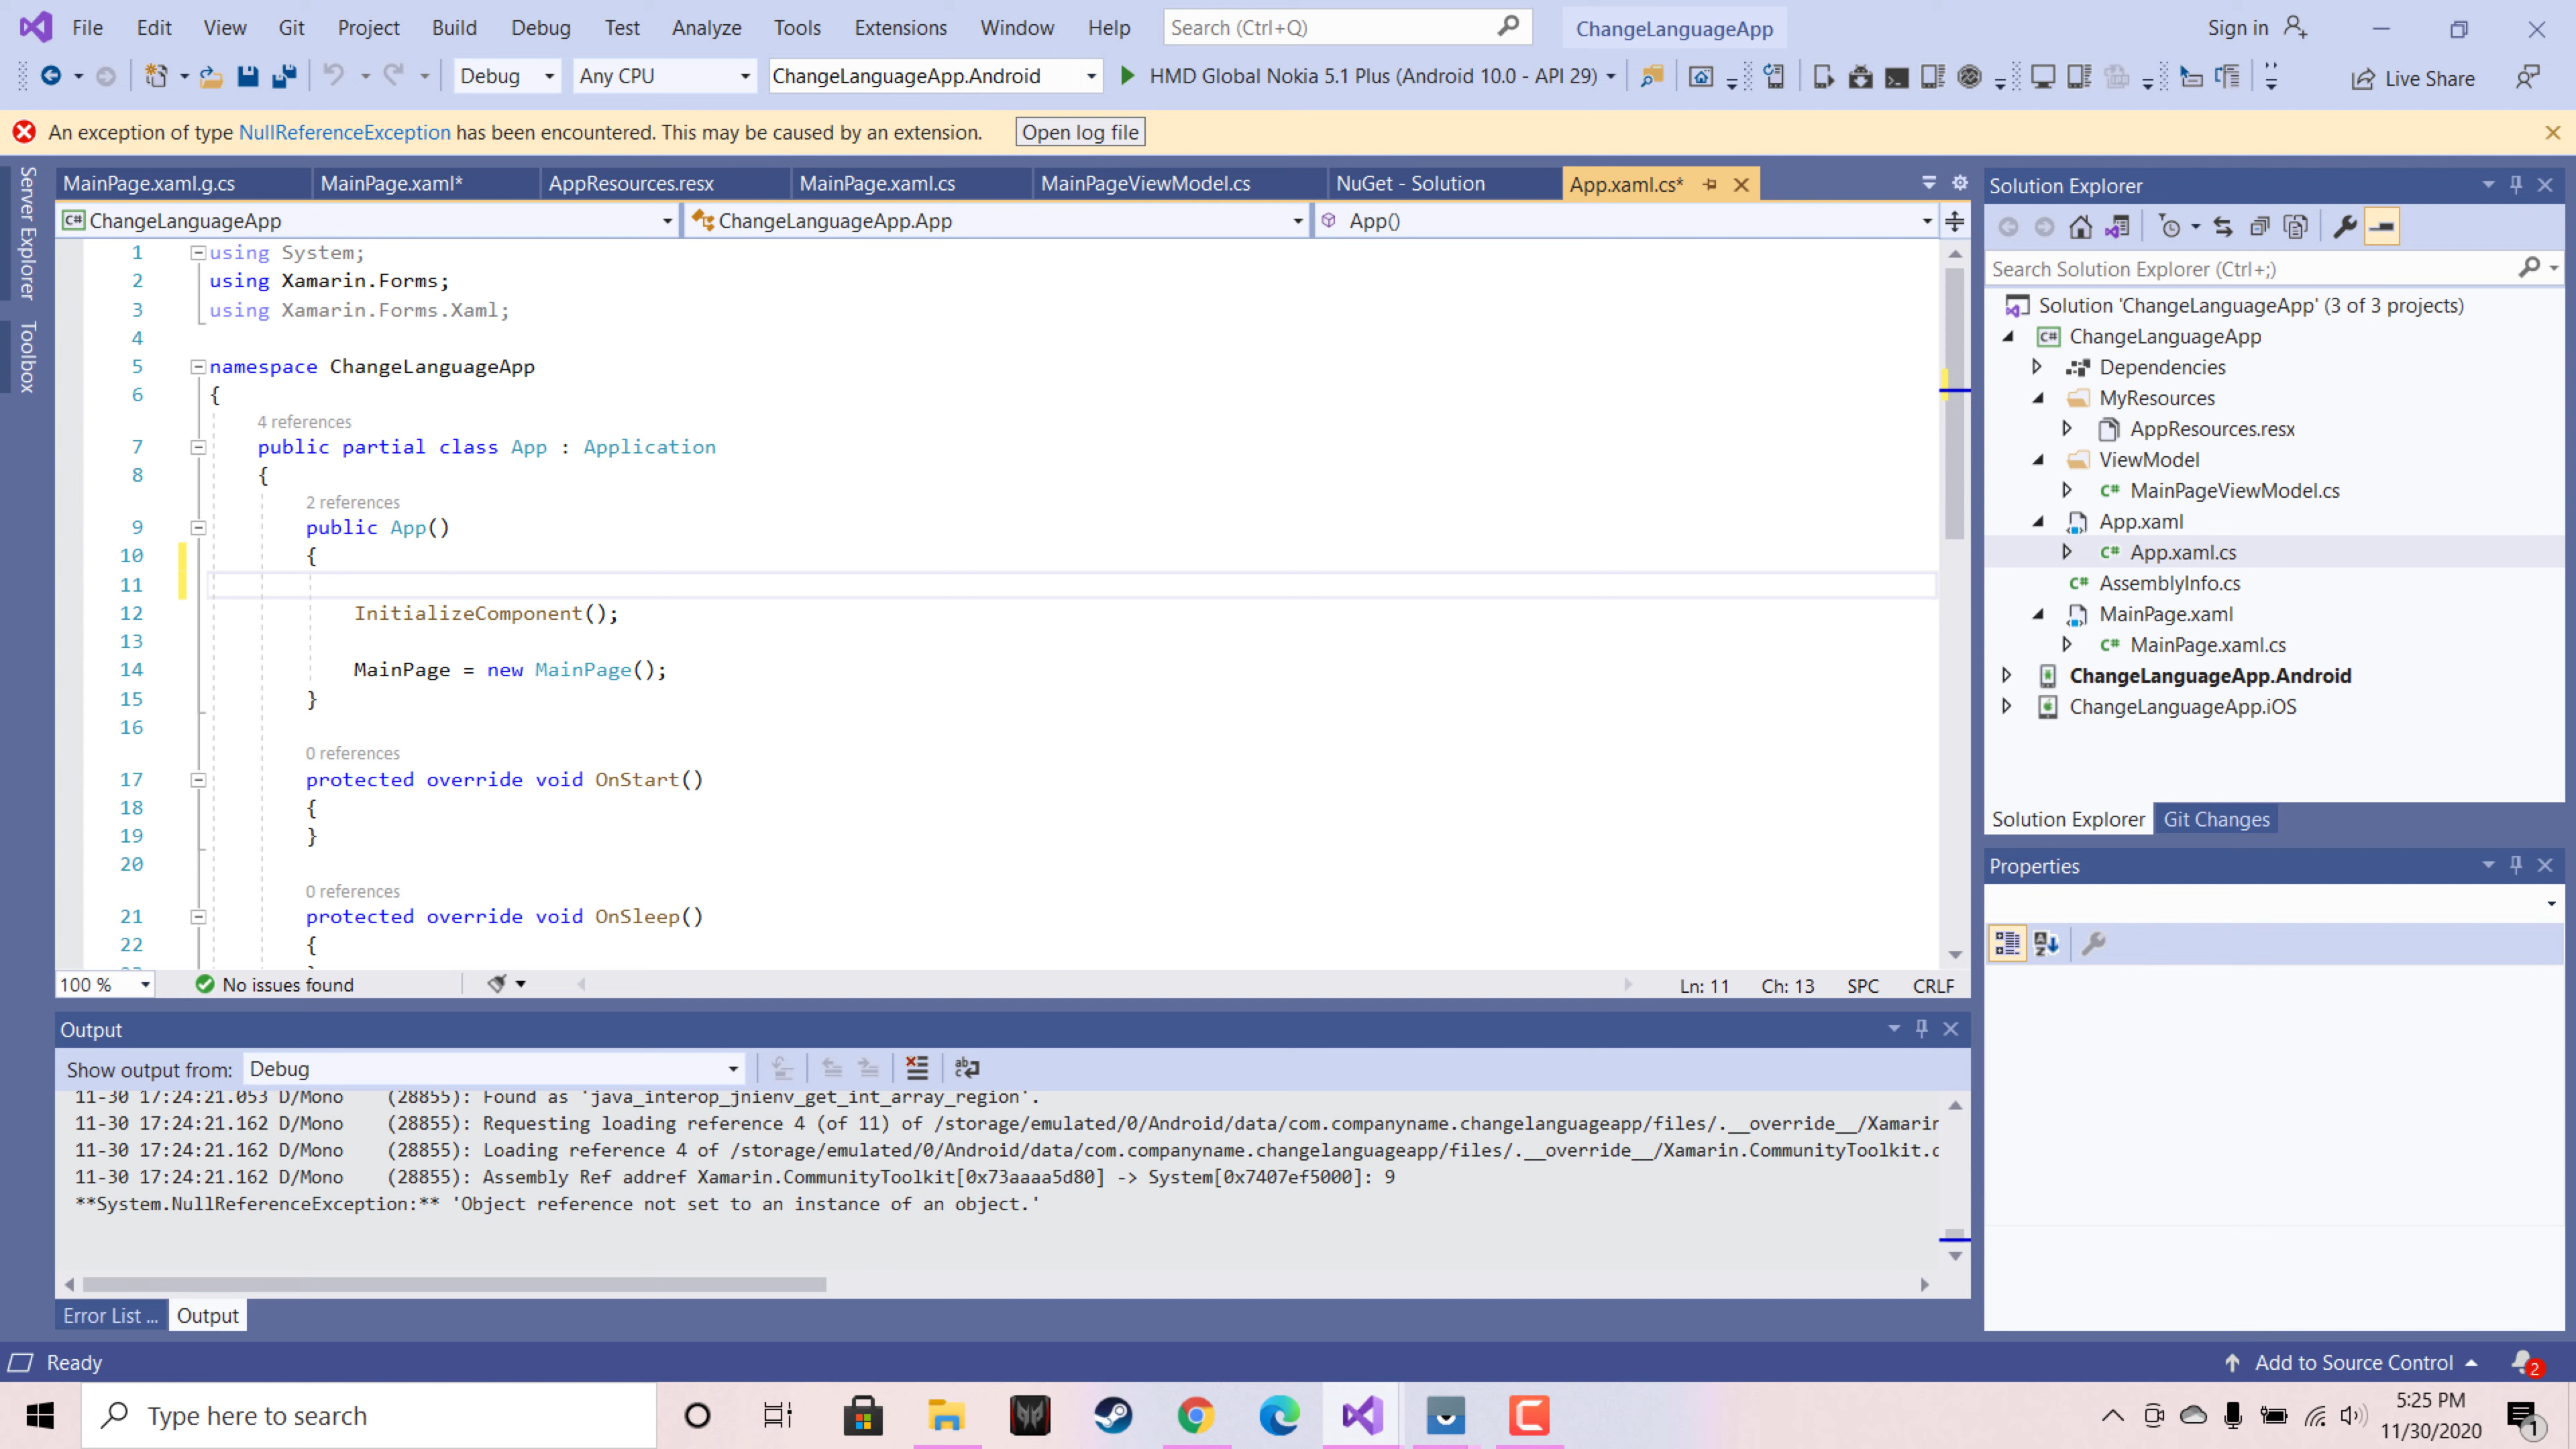 File Edit View Git Project Build Debug Test Analyze Tools Extensions Window Help Search (Ctrl+Q) ChangeLanguageApp Sign in
Debug Any CPU ChangeLanguageApp.Android HMD Global Nokia 5.1 Plus (Android 10.0 - API 29) Live Share
An exception of type NullReferenceException has been encountered. This may be caused by an extension. Open log file
Server Explorer
Toolbox
MainPage.xaml.g.cs MainPage.xaml* AppResources.resx MainPage.xaml.cs MainPageViewModel.cs NuGet - Solution App.xaml.cs*
C# ChangeLanguageApp ChangeLanguageApp.App App()
1 using System;
2 using Xamarin.Forms;
3 using Xamarin.Forms.Xaml;
4
5 namespace ChangeLanguageApp
6 {
4 references
7 public partial class App : Application
8 {
2 references
9 public App()
10 {
11
12 InitializeComponent();
13
14 MainPage = new MainPage();
15 }
16
0 references
17 protected override void OnStart()
18 {
19 }
20
0 references
21 protected override void OnSleep()
22 {
100 % No issues found Ln: 11 Ch: 13 SPC CRLF
Output
Show output from: Debug
11-30 17:24:21.053 D/Mono (28855): Found as 'java_interop_jnienv_get_int_array_region'.
11-30 17:24:21.162 D/Mono (28855): Requesting loading reference 4 (of 11) of /storage/emulated/0/Android/data/com.companyname.changelanguageapp/files/.__override__/Xamarin
11-30 17:24:21.162 D/Mono (28855): Loading reference 4 of /storage/emulated/0/Android/data/com.companyname.changelanguageapp/files/.__override__/Xamarin.CommunityToolkit.d
11-30 17:24:21.162 D/Mono (28855): Assembly Ref addref Xamarin.CommunityToolkit[0x73aaaa5d80] -> System[0x7407ef5000]: 9
**System.NullReferenceException:** 'Object reference not set to an instance of an object.'
Error List ... Output
Solution Explorer
Search Solution Explorer (Ctrl+;)
Solution 'ChangeLanguageApp' (3 of 3 projects)
C# ChangeLanguageApp
Dependencies
MyResources
AppResources.resx
ViewModel
C# MainPageViewModel.cs
App.xaml
C# App.xaml.cs
C# AssemblyInfo.cs
MainPage.xaml
C# MainPage.xaml.cs
ChangeLanguageApp.Android
ChangeLanguageApp.iOS
Solution Explorer Git Changes
Properties
Ready Add to Source Control 2
Type here to search
5:25 PM
11/30/2020
1